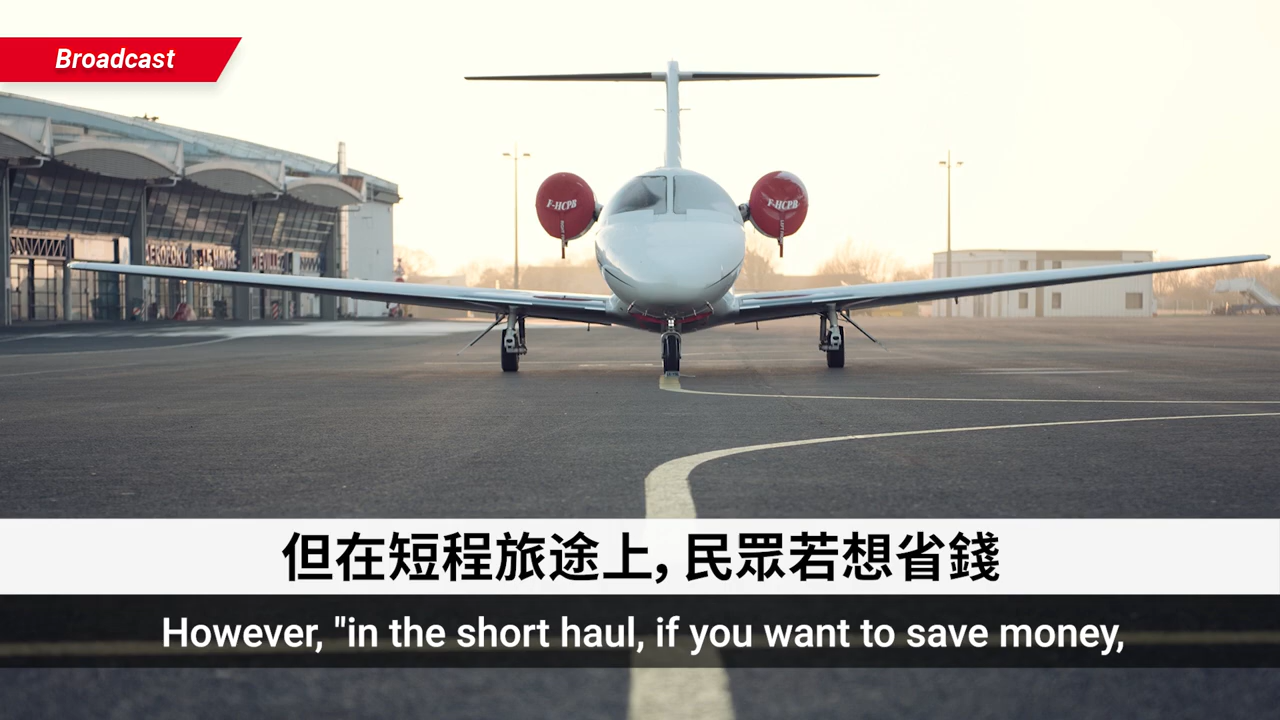 Broadcast
F-HCPB
F-HCPB
但在短程旅途上, 民眾若想省錢
However, "in the short haul, if you want to save money,